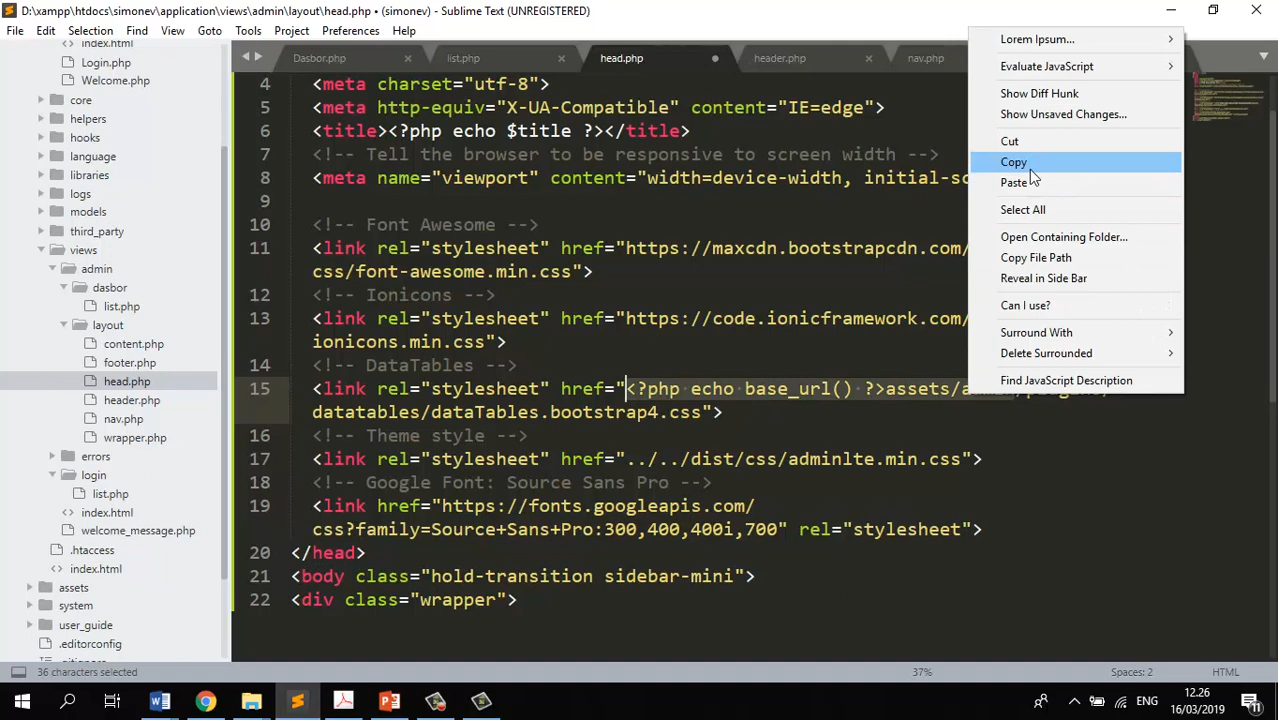 D:\xampp\htdocs\simonev\application\views\admin\layout\head.php • (simonev) - Sublime Text (UNREGISTERED)
File Edit Selection Find View Goto Tools Project Preferences Help
index.html
Login.php
Welcome.php
core
helpers
hooks
language
libraries
logs
models
third_party
views
admin
dasbor
list.php
layout
content.php
footer.php
head.php
header.php
nav.php
wrapper.php
errors
login
list.php
index.html
welcome_message.php
.htaccess
index.html
assets
system
user_guide
.editorconfig
Dasbor.php list.php head.php header.php nav.php
4 <meta charset="utf-8">
5 <meta http-equiv="X-UA-Compatible" content="IE=edge">
6 <title><?php echo $title ?></title>
7 <!-- Tell the browser to be responsive to screen width -->
8 <meta name="viewport" content="width=device-width,
9
10 <!-- Font Awesome -->
11 <link rel="stylesheet" href="https://maxcdn.bootstrapcdn.com/
css/font-awesome.min.css">
12 <!-- Ionicons -->
13 <link rel="stylesheet" href="https://code.ionicframework.com/
ionicons.min.css">
14 <!-- DataTables -->
15 <link rel="stylesheet" href="<?php echo base_url() ?>assets/
datatables/dataTables.bootstrap4.css">
16 <!-- Theme style -->
17 <link rel="stylesheet" href="../../dist/css/adminlte.min.css">
18 <!-- Google Font: Source Sans Pro -->
19 <link href="https://fonts.googleapis.com/
css?family=Source+Sans+Pro:300,400,400i,700" rel="stylesheet">
20 </head>
21 <body class="hold-transition sidebar-mini">
22 <div class="wrapper">
Lorem Ipsum...
Evaluate JavaScript
Show Diff Hunk
Show Unsaved Changes...
Cut
Copy
Paste
Select All
Open Containing Folder...
Copy File Path
Reveal in Side Bar
Can I use?
Surround With
Delete Surrounded
Find JavaScript Description
36 characters selected 37% Spaces: 2 HTML
ENG
12.26
16/03/2019
11